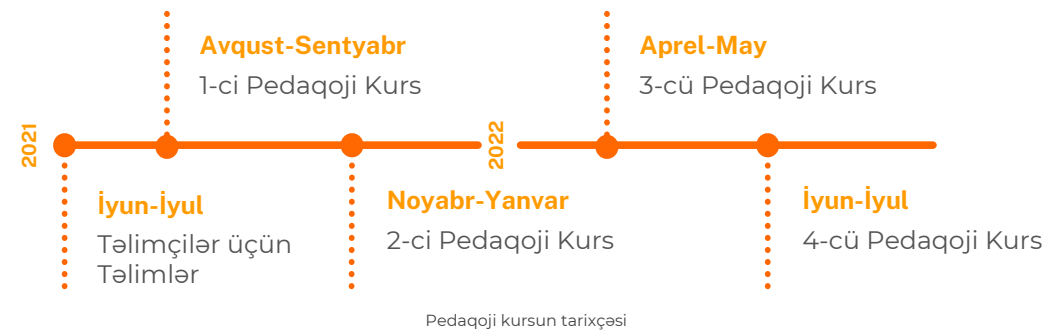 2021
İyun-İyul
Təlimçilər üçün
Təlimlər
Avqust-Sentyabr
1-ci Pedaqoji Kurs
Noyabr-Yanvar
2-ci Pedaqoji Kurs
2022
Aprel-May
3-cü Pedaqoji Kurs
İyun-İyul
4-cü Pedaqoji Kurs
Pedaqoji kursun tarixçəsi